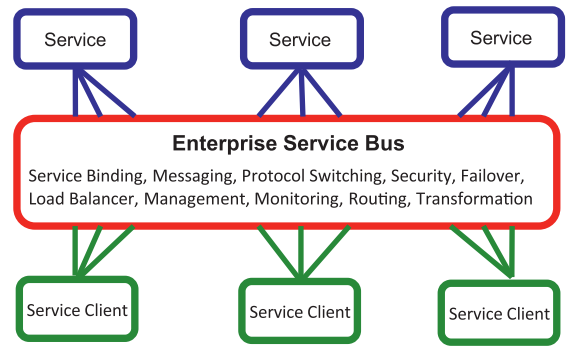 Service
Service
Service
Enterprise Service Bus
Service Binding, Messaging, Protocol Switching, Security, Failover,
Load Balancer, Management, Monitoring, Routing, Transformation
Service Client
Service Client
Service Client